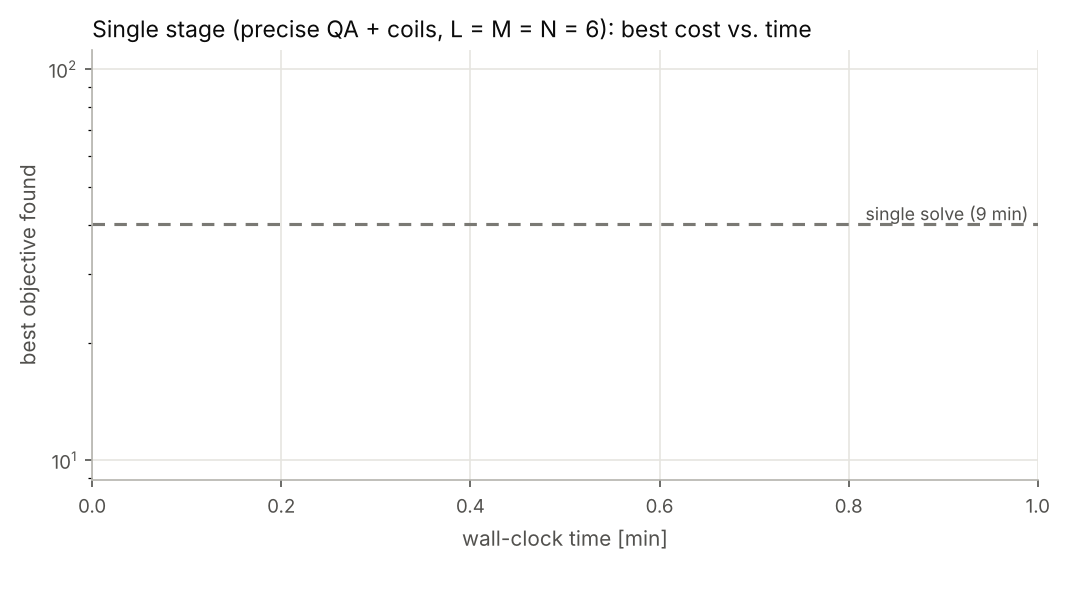 Single stage (precise QA + coils, L = M = N = 6): best cost vs. time
10²
single solve (9 min)
best objective found
10¹
0.0 0.2 0.4 0.6 0.8 1.0
wall-clock time [min]